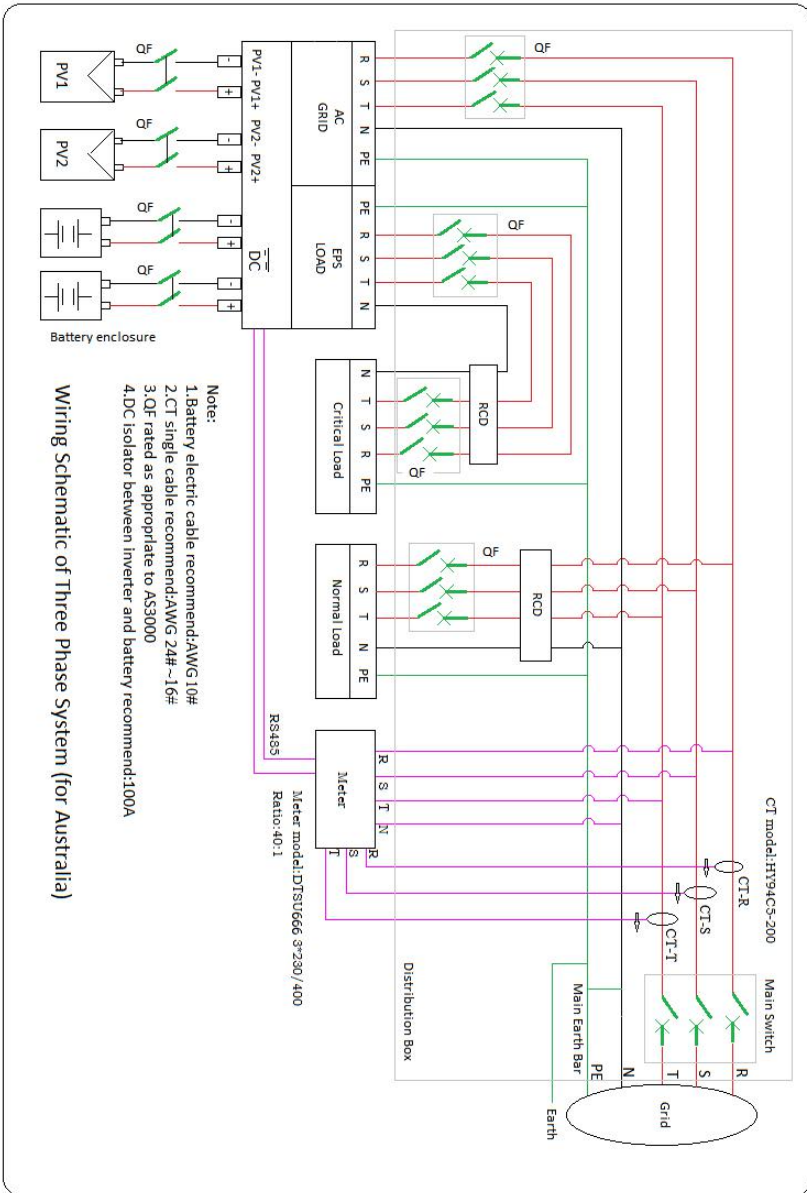 CT model:HY94C5-200
Main Switch
CT-R
CT-S
CT-T
R
S
T
N
PE
Grid
Main Earth Bar
Earth
QF
QF
QF
QF
RCD
RCD
Distribution Box
R S T N PE
AC
GRID
PE R S T N
EPS
LOAD
N T S R PE
Critical Load
R S T N PE
Normal Load
R S T N
Meter
R
S
T
RS485
Meter model:DTSU666 3*230/400
Ratio:40:1
PV1- PV1+ PV2- PV2+
DC
- + - + - + - +
QF
QF
QF
QF
PV1
PV2
Battery enclosure
Note:
1.Battery electric cable recommend:AWG10#
2.CT single cable recommend:AWG 24#~16#
3.QF rated as approprlate to AS3000
4.DC isolator between inverter and battery recommend:100A
Wiring Schematic of Three Phase System (for Australia)